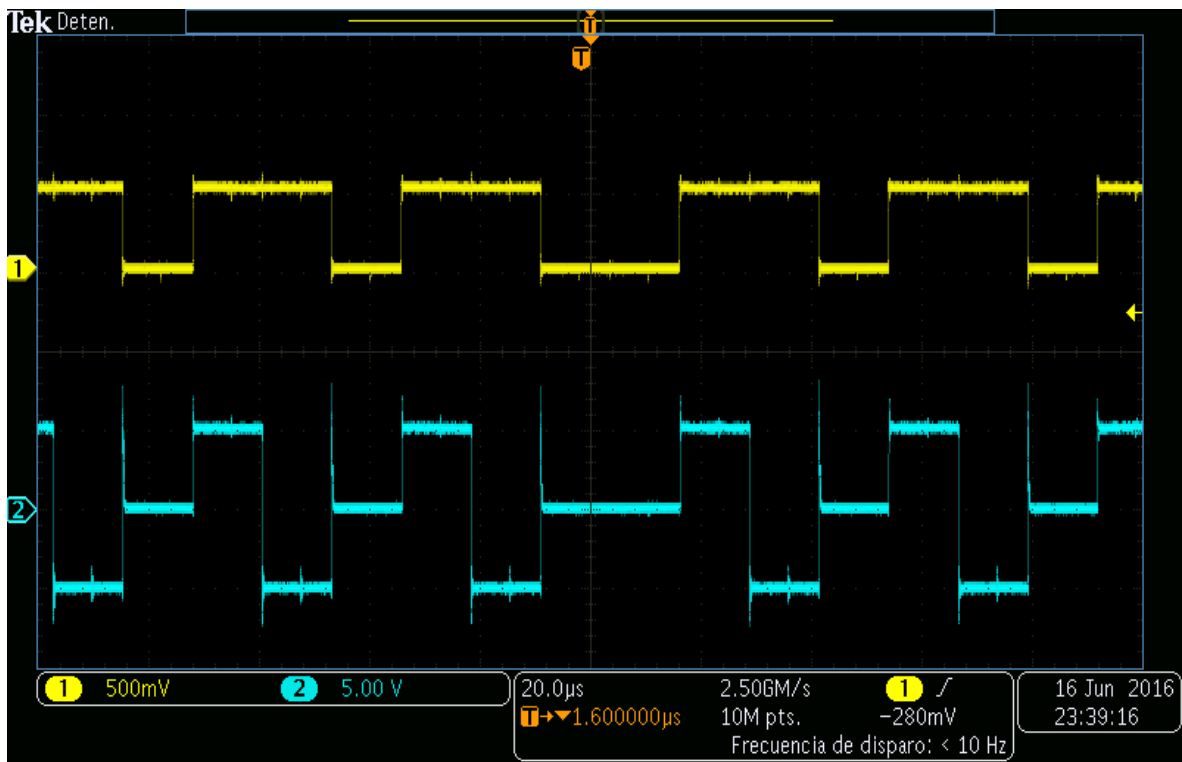 Tek Deten.
T
T
1
2
1 500mV 2 5.00 V
20.0µs 2.50GM/s 1
T→▼1.600000µs 10M pts. −280mV
Frecuencia de disparo: < 10 Hz
16 Jun 2016
23:39:16